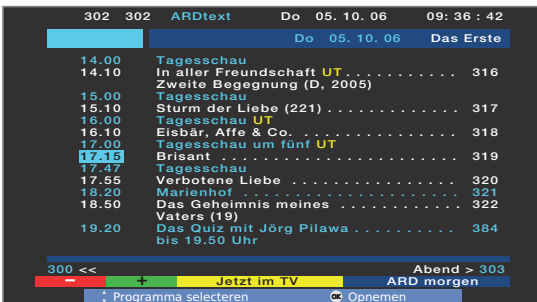 302 302 ARDtext Do 05.10.06 09:36:42
Do 05.10.06 Das Erste
14.00 Tagesschau
14.10 In aller Freundschaft UT........... 316
Zweite Begegnung (D, 2005)
15.00 Tagesschau
15.10 Sturm der Liebe (221)............ 317
16.00 Tagesschau UT
16.10 Eisbär, Affe & Co. ............. 318
17.00 Tagesschau um fünf UT
17.15 Brisant .................... 319
17.47 Tagesschau
17.55 Verbotene Liebe ............... 320
18.20 Marienhof ................... 321
18.50 Das Geheimnis meines ........... 322
Vaters (19)
19.20 Das Quiz mit Jörg Pilawa.......... 384
bis 19.50 Uhr
300 << Abend > 303
− + Jetzt im TV ARD morgen
Programma selecteren OK Opnemen